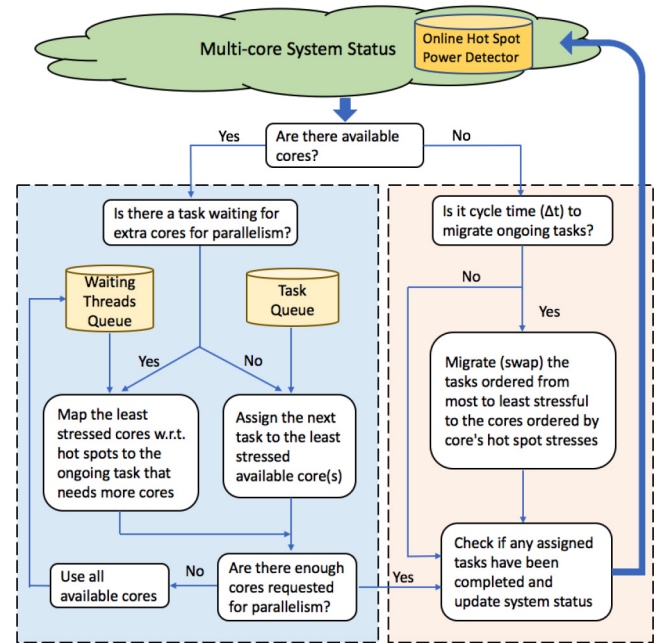 Multi-core System Status
Online Hot Spot
Power Detector
Are there available
cores?
Yes
No
Is there a task waiting for
extra cores for parallelism?
Is it cycle time (Δt) to
migrate ongoing tasks?
Waiting
Threads
Queue
Task
Queue
No
Yes
Yes
No
Map the least
stressed cores w.r.t.
hot spots to the
ongoing task that
needs more cores
Assign the next
task to the least
stressed
available core(s)
Migrate (swap) the
tasks ordered from
most to least stressful
to the cores ordered by
core's hot spot stresses
Use all
available cores
No
Are there enough
cores requested
for parallelism?
Yes
Check if any assigned
tasks have been
completed and
update system status